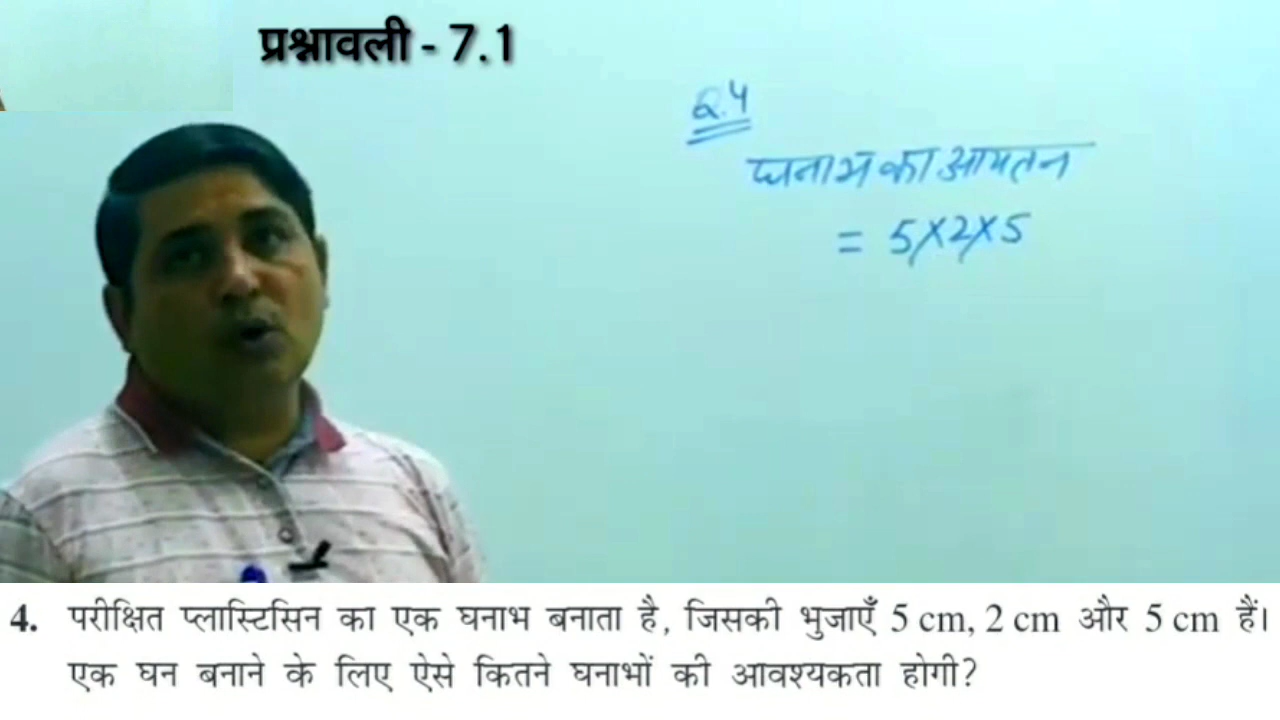 प्रश्नावली - 7.1
Q.4
घनाभ का आयतन
= 5×2×5
4. परीक्षित प्लास्टिसिन का एक घनाभ बनाता है, जिसकी भुजाएँ 5 cm, 2 cm और 5 cm हैं।
एक घन बनाने के लिए ऐसे कितने घनाभों की आवश्यकता होगी?